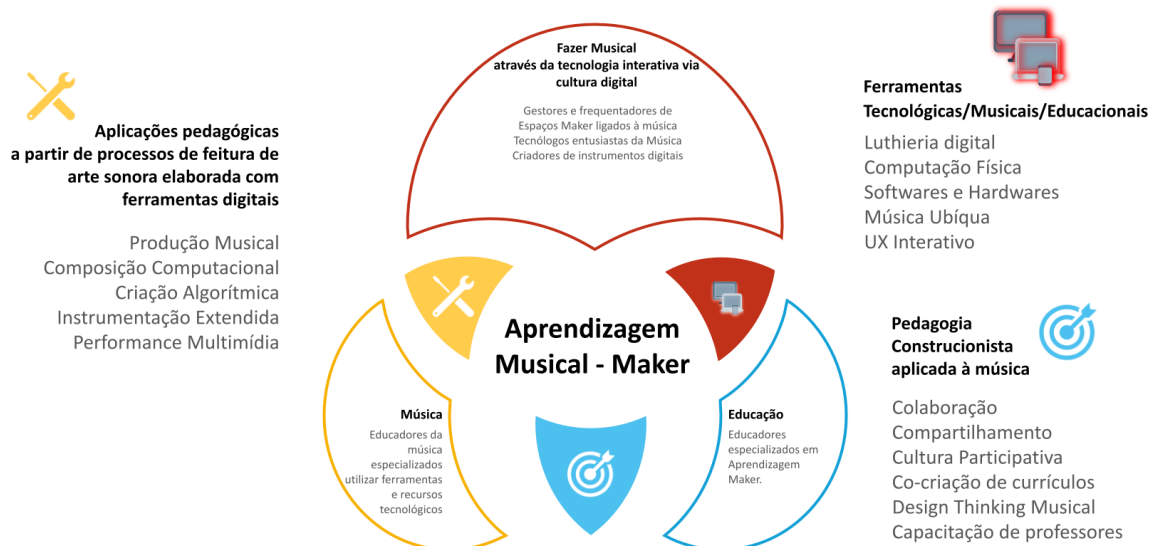 Fazer Musical
através da tecnologia interativa via
cultura digital
Gestores e frequentadores de
Espaços Maker ligados à música
Tecnólogos entusiastas da Música
Criadores de instrumentos digitais
Aplicações pedagógicas
a partir de processos de feitura de
arte sonora elaborada com
ferramentas digitais
Produção Musical
Composição Computacional
Criação Algorítmica
Instrumentação Extendida
Performance Multimídia
Ferramentas
Tecnológicas/Musicais/Educacionais
Luthieria digital
Computação Física
Softwares e Hardwares
Música Ubíqua
UX Interativo
Aprendizagem
Musical - Maker
Música
Educadores da
música
especializados
utilizar ferramentas
e recursos
tecnológicos
Educação
Educadores
especializados em
Aprendizagem
Maker.
Pedagogia
Construcionista
aplicada à música
Colaboração
Compartilhamento
Cultura Participativa
Co-criação de currículos
Design Thinking Musical
Capacitação de professores